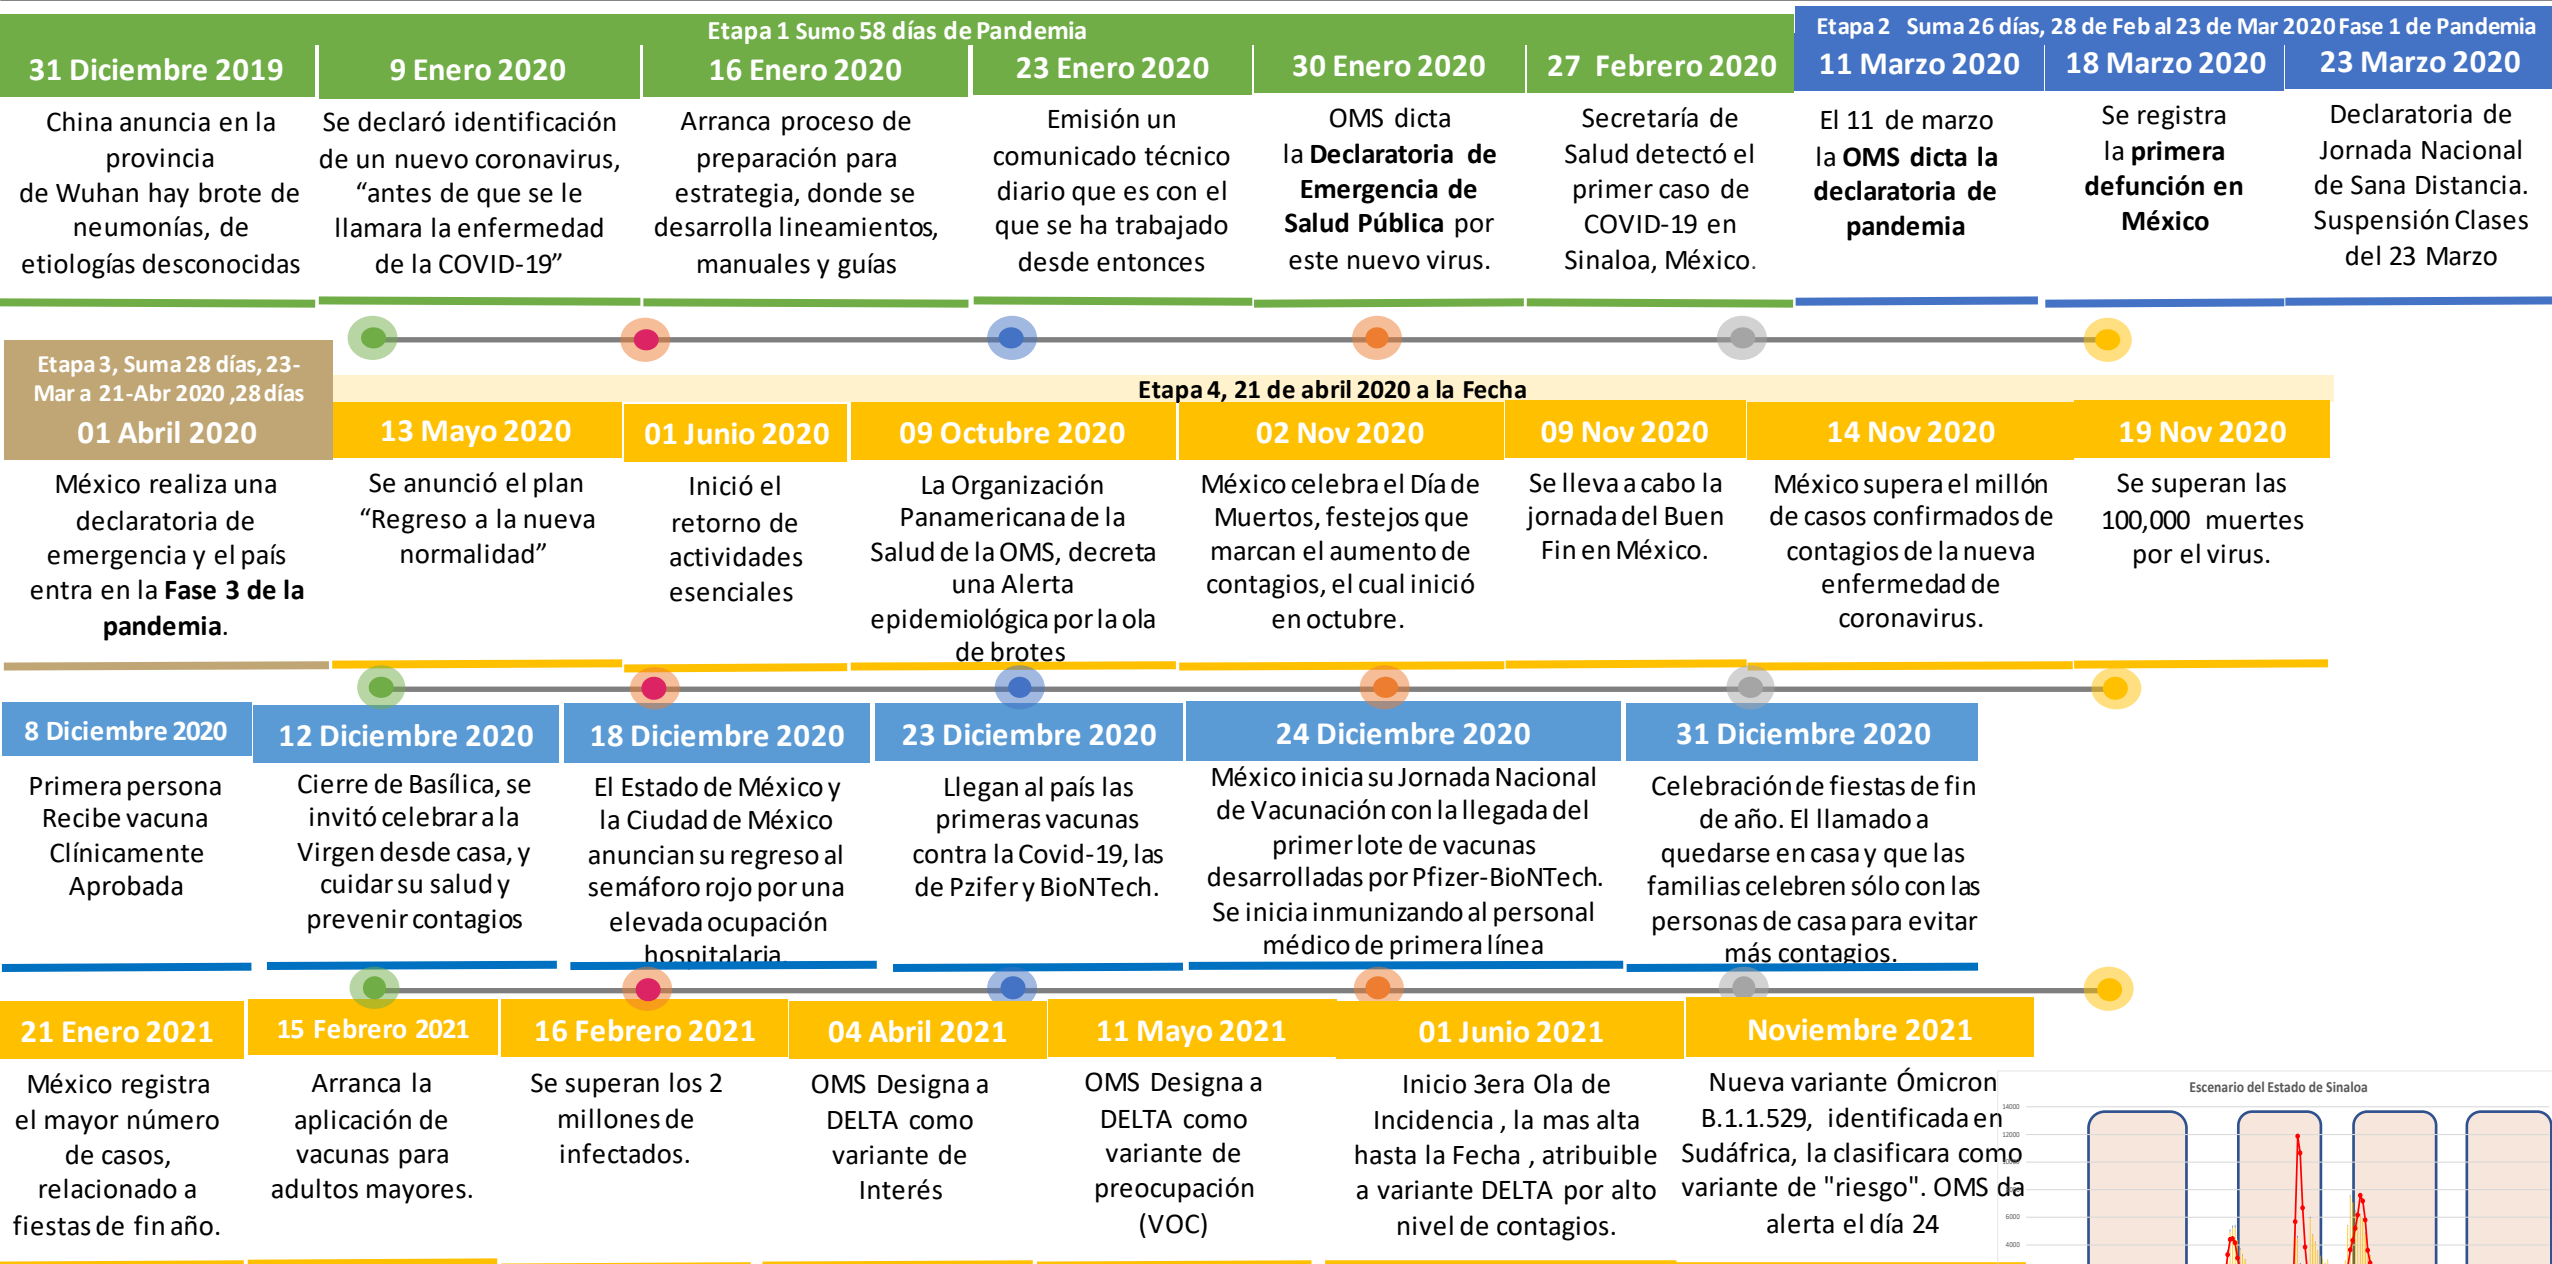 Etapa 1 Sumo 58 días de Pandemia
Etapa 2 Suma 26 días, 28 de Feb al 23 de Mar 2020 Fase 1 de Pandemia
31 Diciembre 2019
China anuncia en la
provincia
de Wuhan hay brote de
neumonías, de
etiologías desconocidas
9 Enero 2020
Se declaró identificación
de un nuevo coronavirus,
“antes de que se le
llamara la enfermedad
de la COVID-19”
16 Enero 2020
Arranca proceso de
preparación para
estrategia, donde se
desarrolla lineamientos,
manuales y guías
23 Enero 2020
Emisión un
comunicado técnico
diario que es con el
que se ha trabajado
desde entonces
30 Enero 2020
OMS dicta
la Declaratoria de
Emergencia de
Salud Pública por
este nuevo virus.
27 Febrero 2020
Secretaría de
Salud detectó el
primer caso de
COVID-19 en
Sinaloa, México.
11 Marzo 2020
El 11 de marzo
la OMS dicta la
declaratoria de
pandemia
18 Marzo 2020
Se registra
la primera
defunción en
México
23 Marzo 2020
Declaratoria de
Jornada Nacional
de Sana Distancia.
Suspensión Clases
del 23 Marzo
Etapa 3, Suma 28 días, 23-
Mar a 21-Abr 2020 ,28 días
01 Abril 2020
México realiza una
declaratoria de
emergencia y el país
entra en la Fase 3 de la
pandemia.
Etapa 4, 21 de abril 2020 a la Fecha
13 Mayo 2020
Se anunció el plan
“Regreso a la nueva
normalidad”
01 Junio 2020
Inició el
retorno de
actividades
esenciales
09 Octubre 2020
La Organización
Panamericana de la
Salud de la OMS, decreta
una Alerta
epidemiológica por la ola
de brotes
02 Nov 2020
México celebra el Día de
Muertos, festejos que
marcan el aumento de
contagios, el cual inició
en octubre.
09 Nov 2020
Se lleva a cabo la
jornada del Buen
Fin en México.
14 Nov 2020
México supera el millón
de casos confirmados de
contagios de la nueva
enfermedad de
coronavirus.
19 Nov 2020
Se superan las
100,000 muertes
por el virus.
8 Diciembre 2020
Primera persona
Recibe vacuna
Clínicamente
Aprobada
12 Diciembre 2020
Cierre de Basílica, se
invitó celebrar a la
Virgen desde casa, y
cuidar su salud y
prevenir contagios
18 Diciembre 2020
El Estado de México y
la Ciudad de México
anuncian su regreso al
semáforo rojo por una
elevada ocupación
hospitalaria.
23 Diciembre 2020
Llegan al país las
primeras vacunas
contra la Covid-19, las
de Pzifer y BioNTech.
24 Diciembre 2020
México inicia su Jornada Nacional
de Vacunación con la llegada del
primer lote de vacunas
desarrolladas por Pfizer-BioNTech.
Se inicia inmunizando al personal
médico de primera línea
31 Diciembre 2020
Celebración de fiestas de fin
de año. El llamado a
quedarse en casa y que las
familias celebren sólo con las
personas de casa para evitar
más contagios.
21 Enero 2021
México registra
el mayor número
de casos,
relacionado a
fiestas de fin año.
15 Febrero 2021
Arranca la
aplicación de
vacunas para
adultos mayores.
16 Febrero 2021
Se superan los 2
millones de
infectados.
04 Abril 2021
OMS Designa a
DELTA como
variante de
Interés
11 Mayo 2021
OMS Designa a
DELTA como
variante de
preocupación
(VOC)
01 Junio 2021
Inicio 3era Ola de
Incidencia , la mas alta
hasta la Fecha , atribuible
a variante DELTA por alto
nivel de contagios.
Noviembre 2021
Nueva variante Ómicron
B.1.1.529, identificada en
Sudáfrica, la clasificara como
variante de "riesgo". OMS da
alerta el día 24
Escenario del Estado de Sinaloa
14000
12000
6000
4000